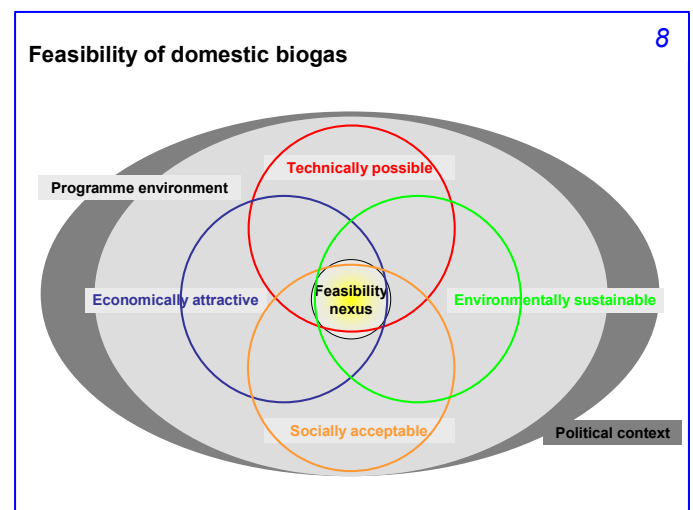 8
Feasibility of domestic biogas
Technically possible
Programme environment
Economically attractive
Feasibility
nexus
Environmentally sustainable
Socially acceptable
Political context